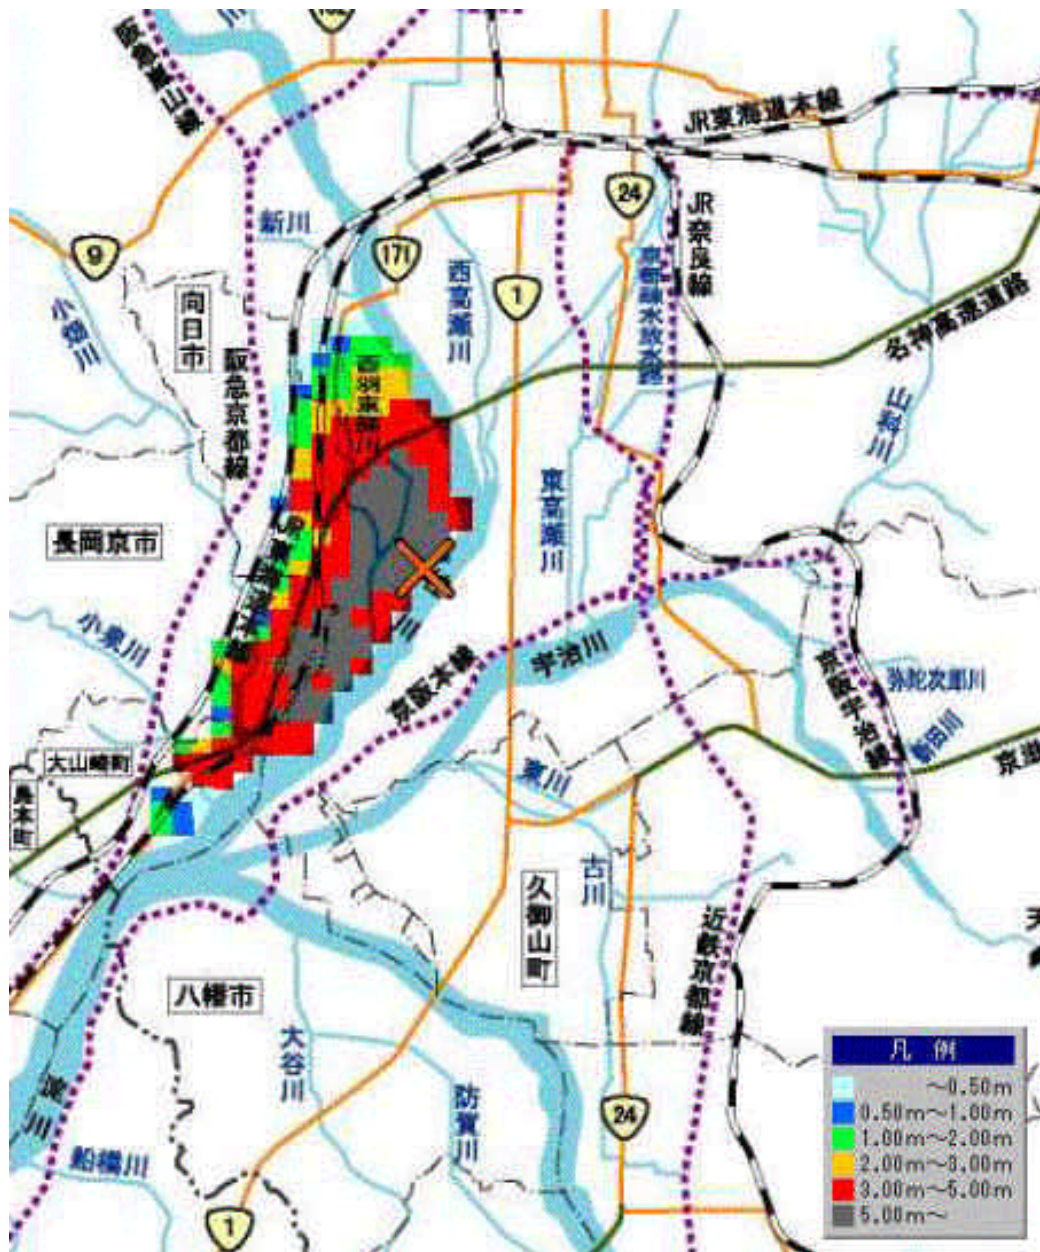 阪急嵐山線
162
JR東海道本線
24
JR奈良線
新川
171
9
西高瀬川
1
京都疎水放水路
小畑川
向日市
名神高速道路
阪急京都線
西羽束師川
山科川
東高瀬川
長岡京市
小泉川
川
京阪本線
宇治川
京阪宇治線
弥陀次郎川
新田川
大山崎町
島本町
東川
古川
久御山町
近鉄京都線
京滋
天
八幡市
大谷川
防賀川
淀川
船橋川
24
1
凡 例
～0.50m
0.50m～1.00m
1.00m～2.00m
2.00m～3.00m
3.00m～5.00m
5.00m～